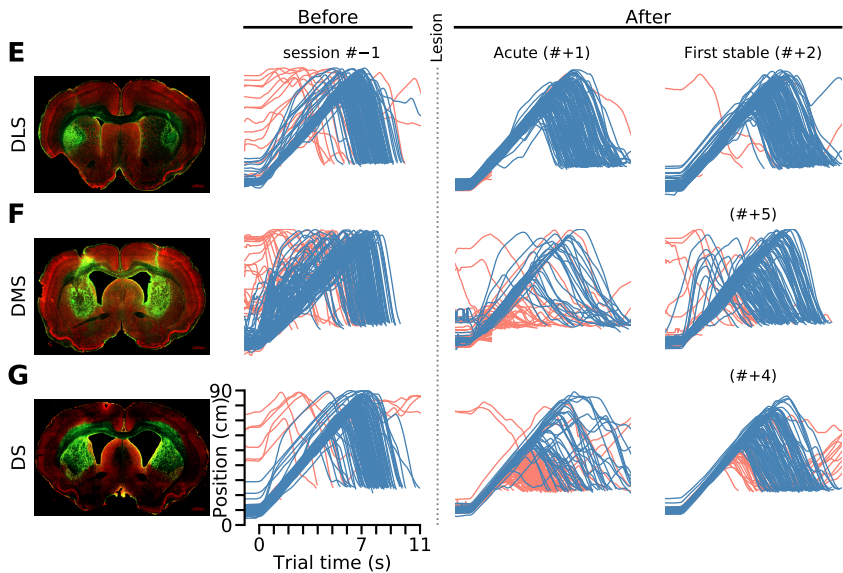 Before
After
Lesion
E
session #−1
Acute (#+1)
First stable (#+2)
DLS
F
(#+5)
DMS
G
(#+4)
DS
90
0
Position (cm)
0
7
11
Trial time (s)